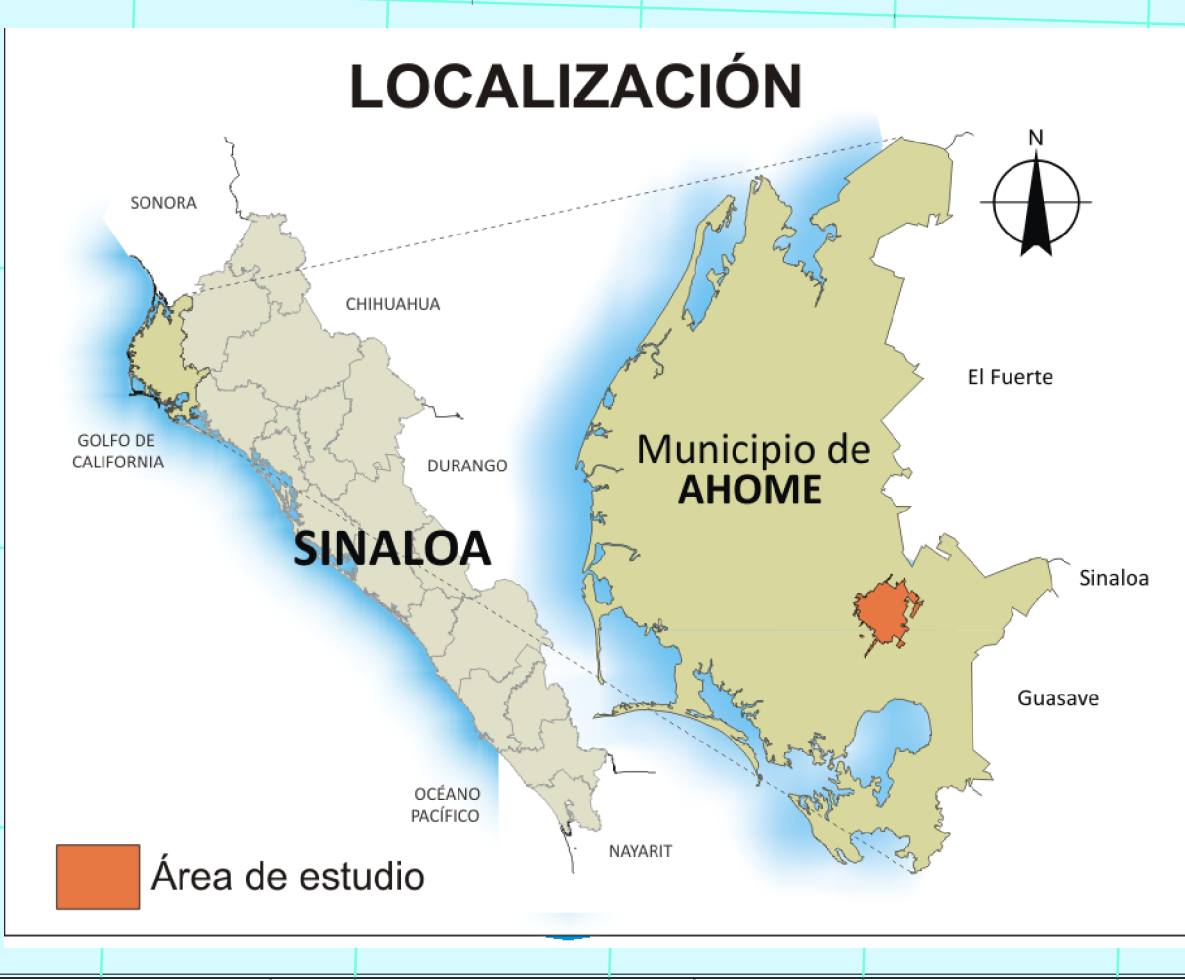 LOCALIZACIÓN
N
SONORA
CHIHUAHUA
El Fuerte
GOLFO DE
CALIFORNIA
DURANGO
Municipio de
AHOME
SINALOA
Sinaloa
Guasave
OCÉANO
PACÍFICO
NAYARIT
Área de estudio